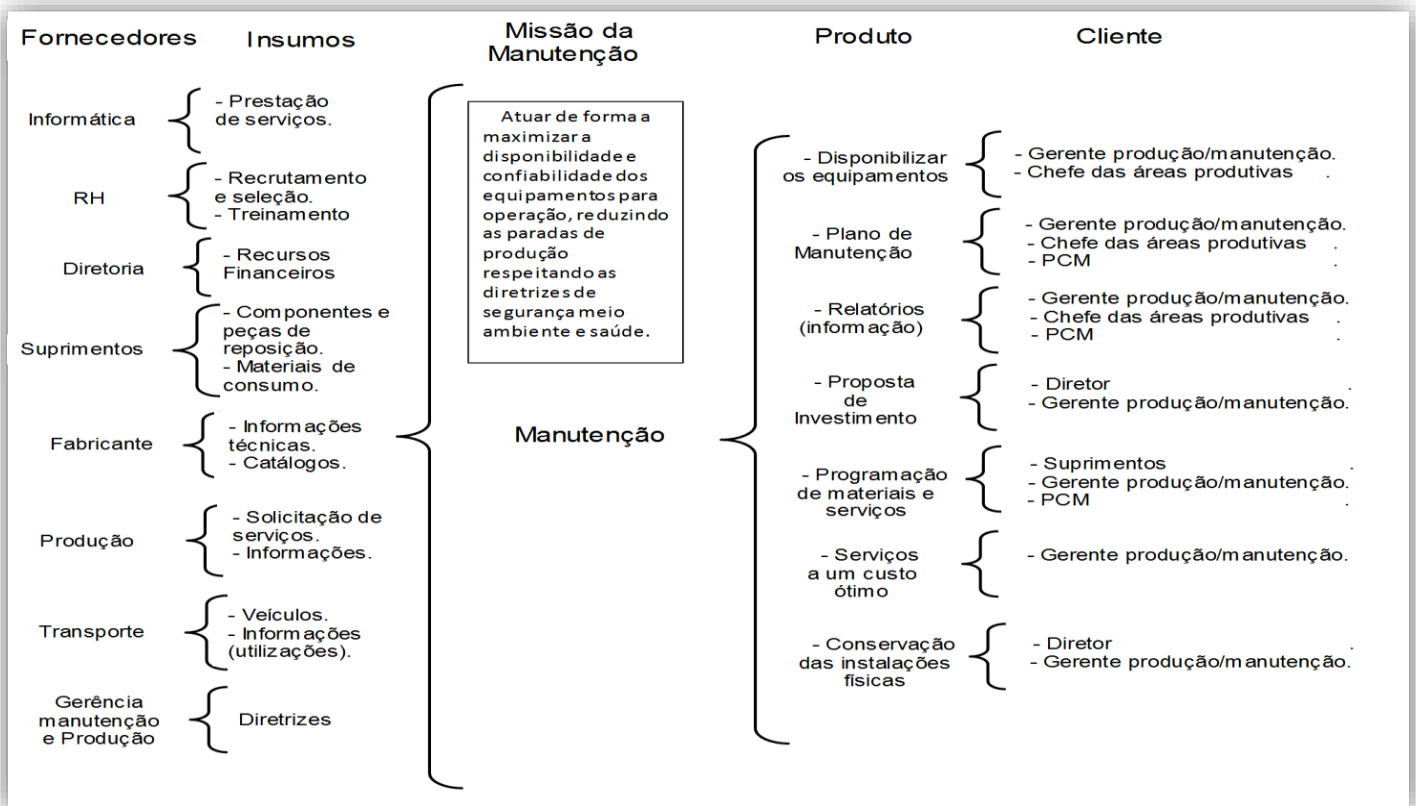 Fornecedores
Insumos
Missão da
Manutenção
Produto
Cliente
Informática
- Prestação
de serviços.
RH
- Recrutamento
e seleção.
- Treinamento
Diretoria
- Recursos
Financeiros
Suprimentos
- Componentes e
peças de
reposição.
- Materiais de
consumo.
Fabricante
- Informações
técnicas.
- Catálogos.
Produção
- Solicitação de
serviços.
- Informações.
Transporte
- Veículos.
- Informações
(utilizações).
Gerência
manutenção
e Produção
Diretrizes
Atuar de forma a
maximizar a
disponibilidade e
confiabilidade dos
equipamentos para
operação, reduzindo
as paradas de
produção
respeitando as
diretrizes de
segurança meio
ambiente e saúde.
Manutenção
- Disponibilizar
os equipamentos
- Gerente produção/manutenção.
- Chefe das áreas produtivas .
- Plano de
Manutenção
- Gerente produção/manutenção.
- Chefe das áreas produtivas .
- PCM .
- Relatórios
(informação)
- Gerente produção/manutenção.
- Chefe das áreas produtivas .
- PCM .
- Proposta
de
Investimento
- Diretor .
- Gerente produção/manutenção.
- Programação
de materiais e
serviços
- Suprimentos .
- Gerente produção/manutenção.
- PCM .
- Serviços
a um custo
ótimo
- Gerente produção/manutenção.
- Conservação
das instalações
físicas
- Diretor .
- Gerente produção/manutenção.